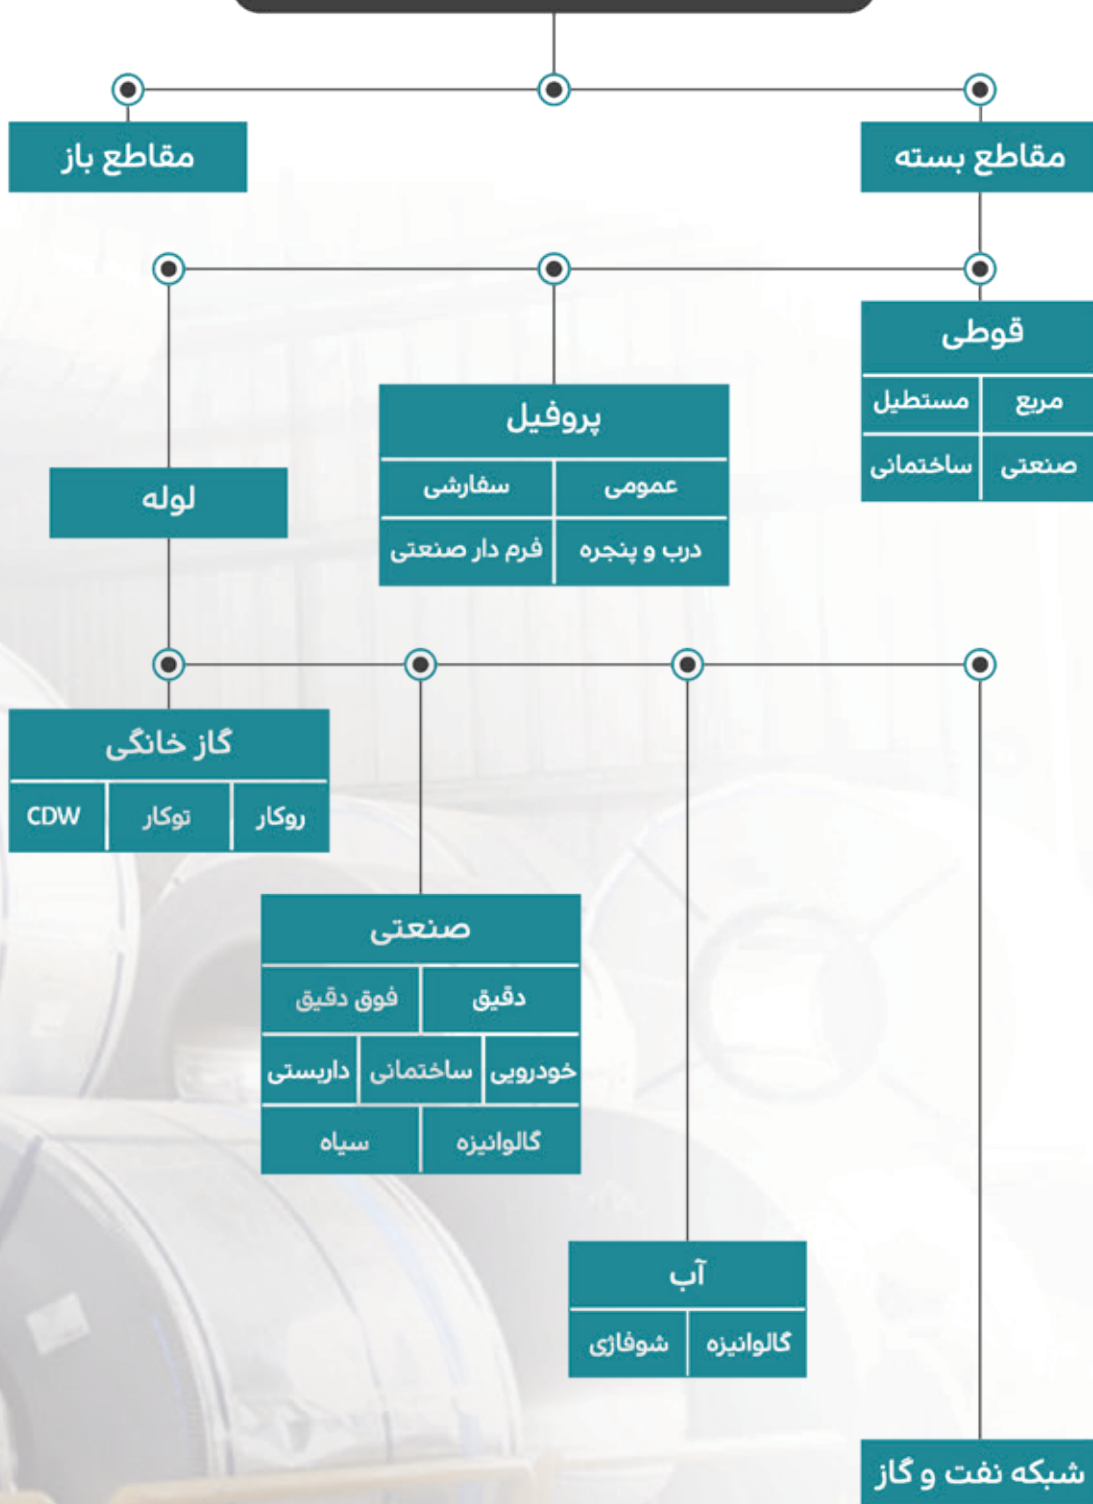 مقاطع بسته
مقاطع باز
قوطی
مربع
مستطیل
صنعتی
ساختمانی
پروفیل
عمومی
سفارشی
درب و پنجره
فرم دار صنعتی
لوله
گاز خانگی
روکار
توکار
CDW
صنعتی
دقیق
فوق دقیق
خودرویی
ساختمانی
داربستی
گالوانیزه
سیاه
آب
گالوانیزه
شوفاژی
شبکه نفت و گاز